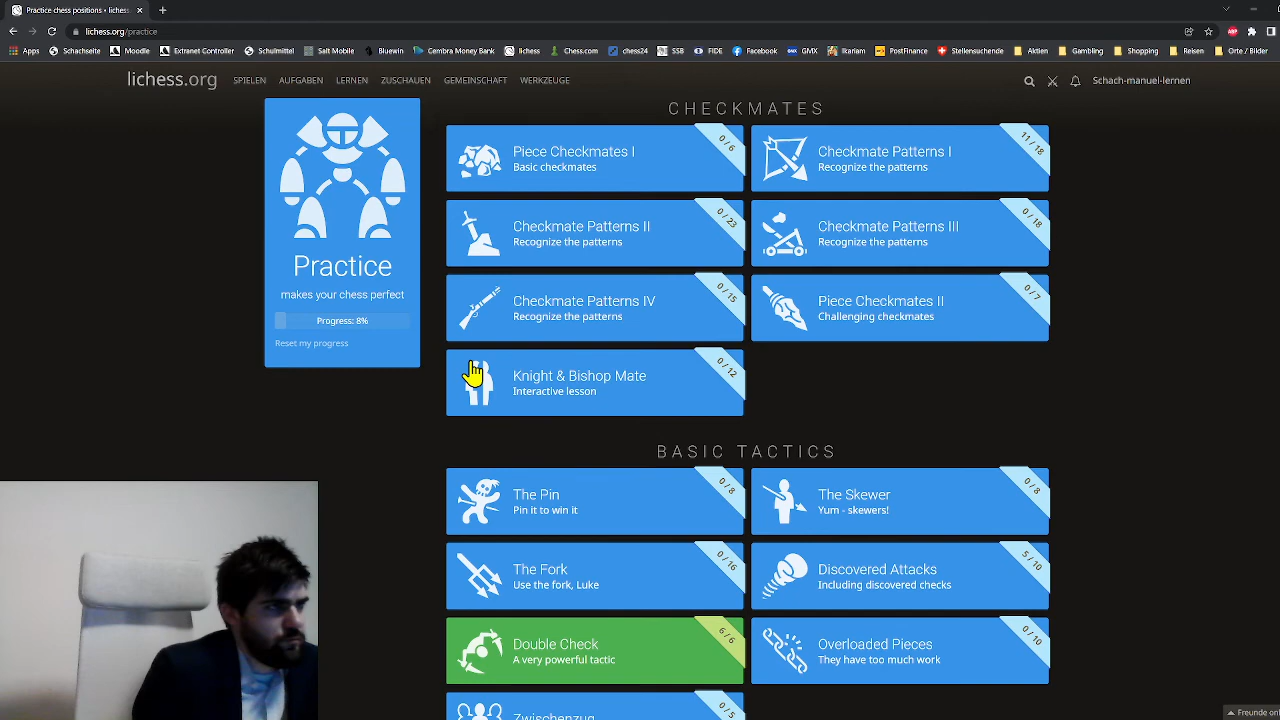 Practice chess positions • lichess
lichess.org/practice
Apps Schachseite Moodle Extranet Controller Schulmittel Salt Mobile Bluewin Cembra Money Bank lichess Chess.com chess24 SSB FIDE Facebook GMX Ikariam PostFinance Stellensuchende Aktien Gambling Shopping Reisen Orte / Bilder
lichess.org SPIELEN AUFGABEN LERNEN ZUSCHAUEN GEMEINSCHAFT WERKZEUGE Schach-manuel-lernen
Practice
makes your chess perfect
Progress: 8%
Reset my progress
CHECKMATES
Piece Checkmates I
Basic checkmates
0/6
Checkmate Patterns I
Recognize the patterns
11/18
Checkmate Patterns II
Recognize the patterns
0/23
Checkmate Patterns III
Recognize the patterns
0/18
Checkmate Patterns IV
Recognize the patterns
0/15
Piece Checkmates II
Challenging checkmates
0/7
Knight & Bishop Mate
Interactive lesson
0/12
BASIC TACTICS
The Pin
Pin it to win it
0/8
The Skewer
Yum - skewers!
0/8
The Fork
Use the fork, Luke
0/16
Discovered Attacks
Including discovered checks
5/10
Double Check
A very powerful tactic
6/6
Overloaded Pieces
They have too much work
0/10
Zwischenzug
0/5
Freunde onl